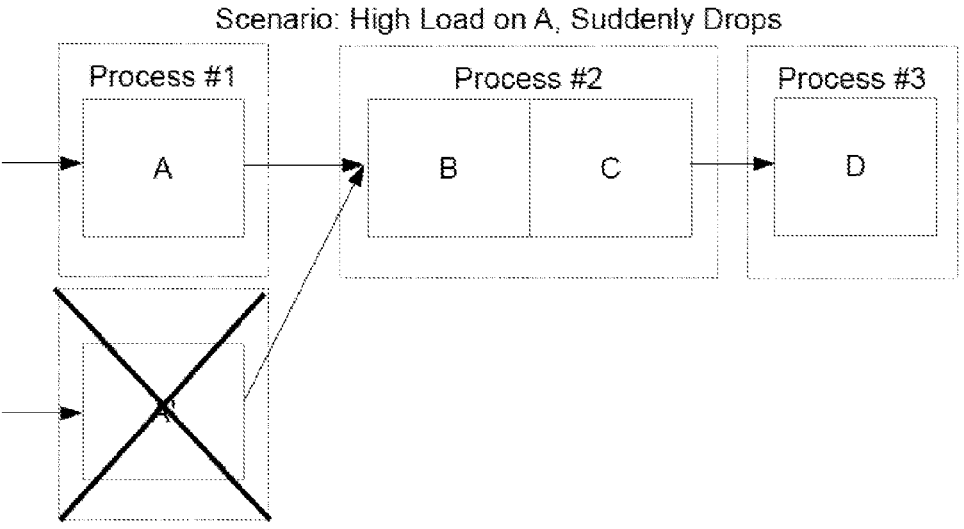 Scenario: High Load on A, Suddenly Drops
Process #1
Process #2
Process #3
A
B
C
D
A'